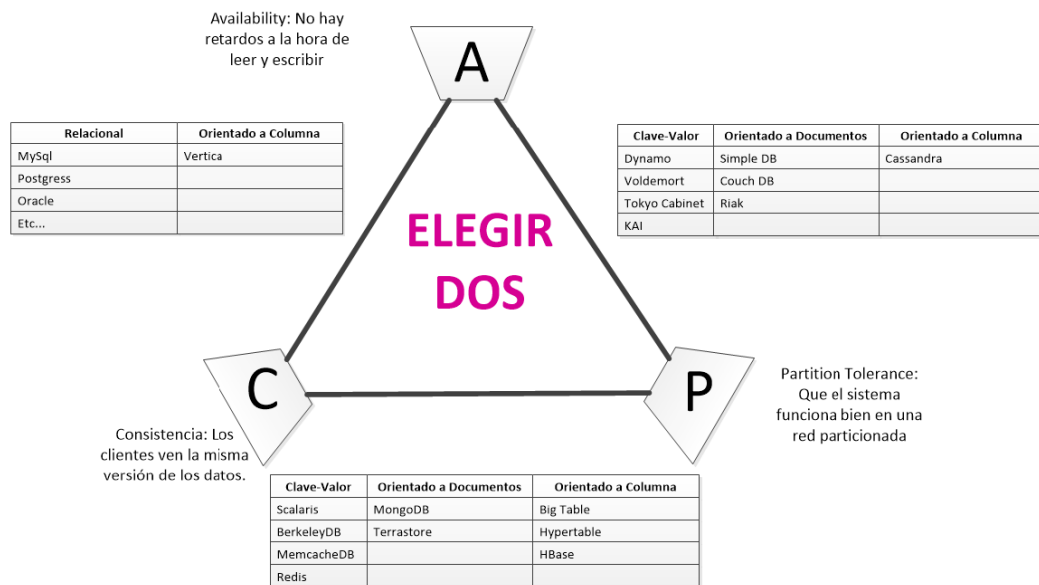 Availability: No hay
retardos a la hora de
leer y escribir
A
Relacional Orientado a Columna
MySql Vertica
Postgress
Oracle
Etc...
Clave-Valor Orientado a Documentos Orientado a Columna
Dynamo Simple DB Cassandra
Voldemort Couch DB
Tokyo Cabinet Riak
KAI
ELEGIR
DOS
C
P
Consistencia: Los
clientes ven la misma
versión de los datos.
Partition Tolerance:
Que el sistema
funciona bien en una
red particionada
Clave-Valor Orientado a Documentos Orientado a Columna
Scalaris MongoDB Big Table
BerkeleyDB Terrastore Hypertable
MemcacheDB HBase
Redis